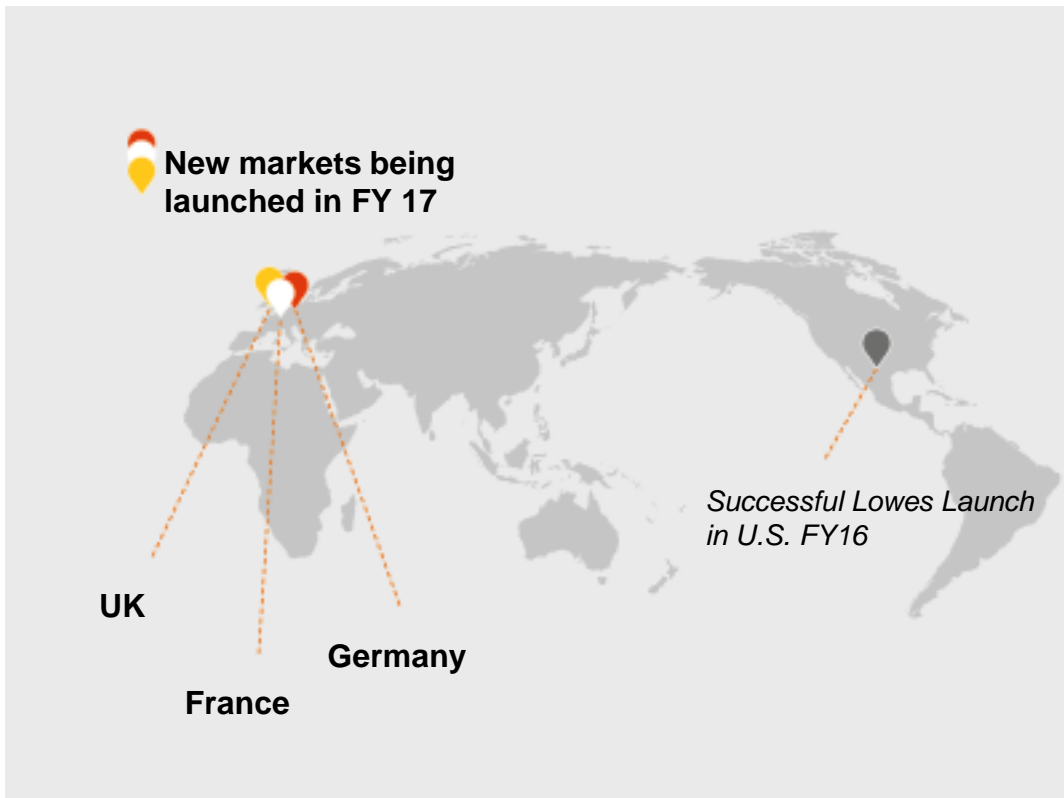 New markets being
launched in FY 17
Successful Lowes Launch
in U.S. FY16
UK
Germany
France